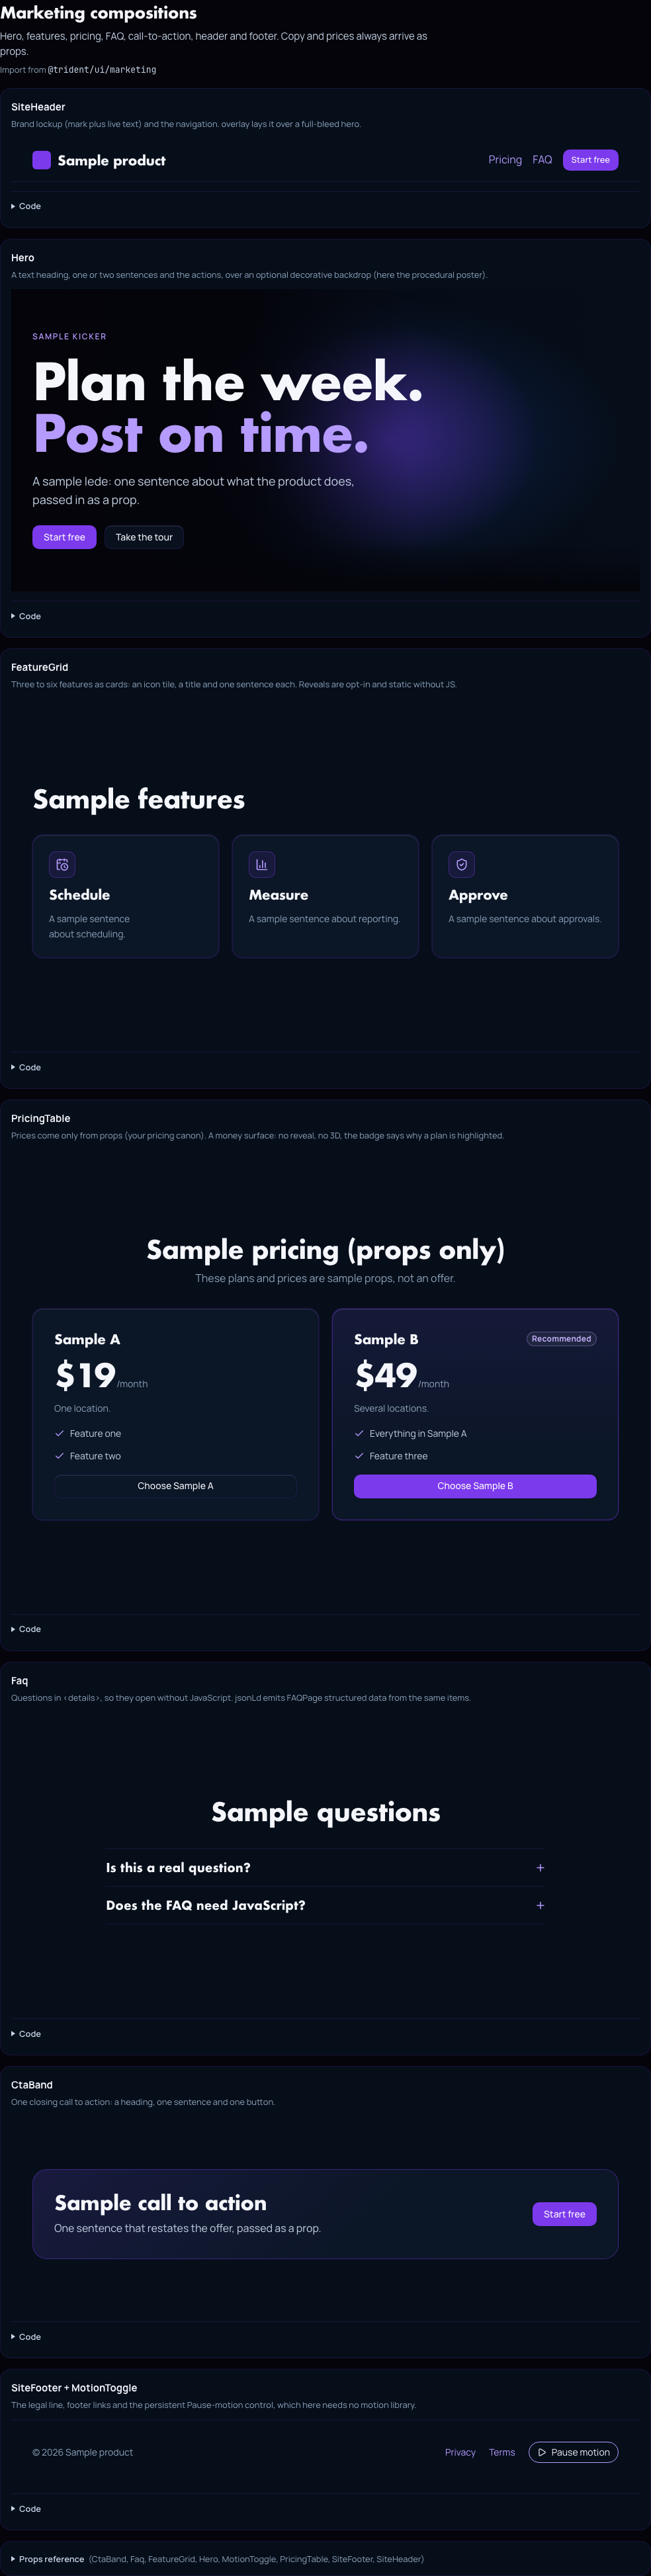 Marketing compositions
Hero, features, pricing, FAQ, call-to-action, header and footer. Copy and prices always arrive as
props.
Import from @trident/ui/marketing
SiteHeader
Brand lockup (mark plus live text) and the navigation. overlay lays it over a full-bleed hero.
Sample product
Pricing
FAQ
Start free
Code
Hero
A text heading, one or two sentences and the actions, over an optional decorative backdrop (here the procedural poster).
SAMPLE KICKER
Plan the week.
Post on time.
A sample lede: one sentence about what the product does,
passed in as a prop.
Start free
Take the tour
Code
FeatureGrid
Three to six features as cards: an icon tile, a title and one sentence each. Reveals are opt-in and static without JS.
Sample features
Schedule
A sample sentence
about scheduling.
Measure
A sample sentence about reporting.
Approve
A sample sentence about approvals.
Code
PricingTable
Prices come only from props (your pricing canon). A money surface: no reveal, no 3D, the badge says why a plan is highlighted.
Sample pricing (props only)
These plans and prices are sample props, not an offer.
Sample A
$19/month
One location.
Feature one
Feature two
Choose Sample A
Sample B
Recommended
$49/month
Several locations.
Everything in Sample A
Feature three
Choose Sample B
Code
Faq
Questions in <details>, so they open without JavaScript. jsonLd emits FAQPage structured data from the same items.
Sample questions
Is this a real question?
Does the FAQ need JavaScript?
Code
CtaBand
One closing call to action: a heading, one sentence and one button.
Sample call to action
One sentence that restates the offer, passed as a prop.
Start free
Code
SiteFooter + MotionToggle
The legal line, footer links and the persistent Pause-motion control, which here needs no motion library.
© 2026 Sample product
Privacy
Terms
Pause motion
Code
Props reference (CtaBand, Faq, FeatureGrid, Hero, MotionToggle, PricingTable, SiteFooter, SiteHeader)